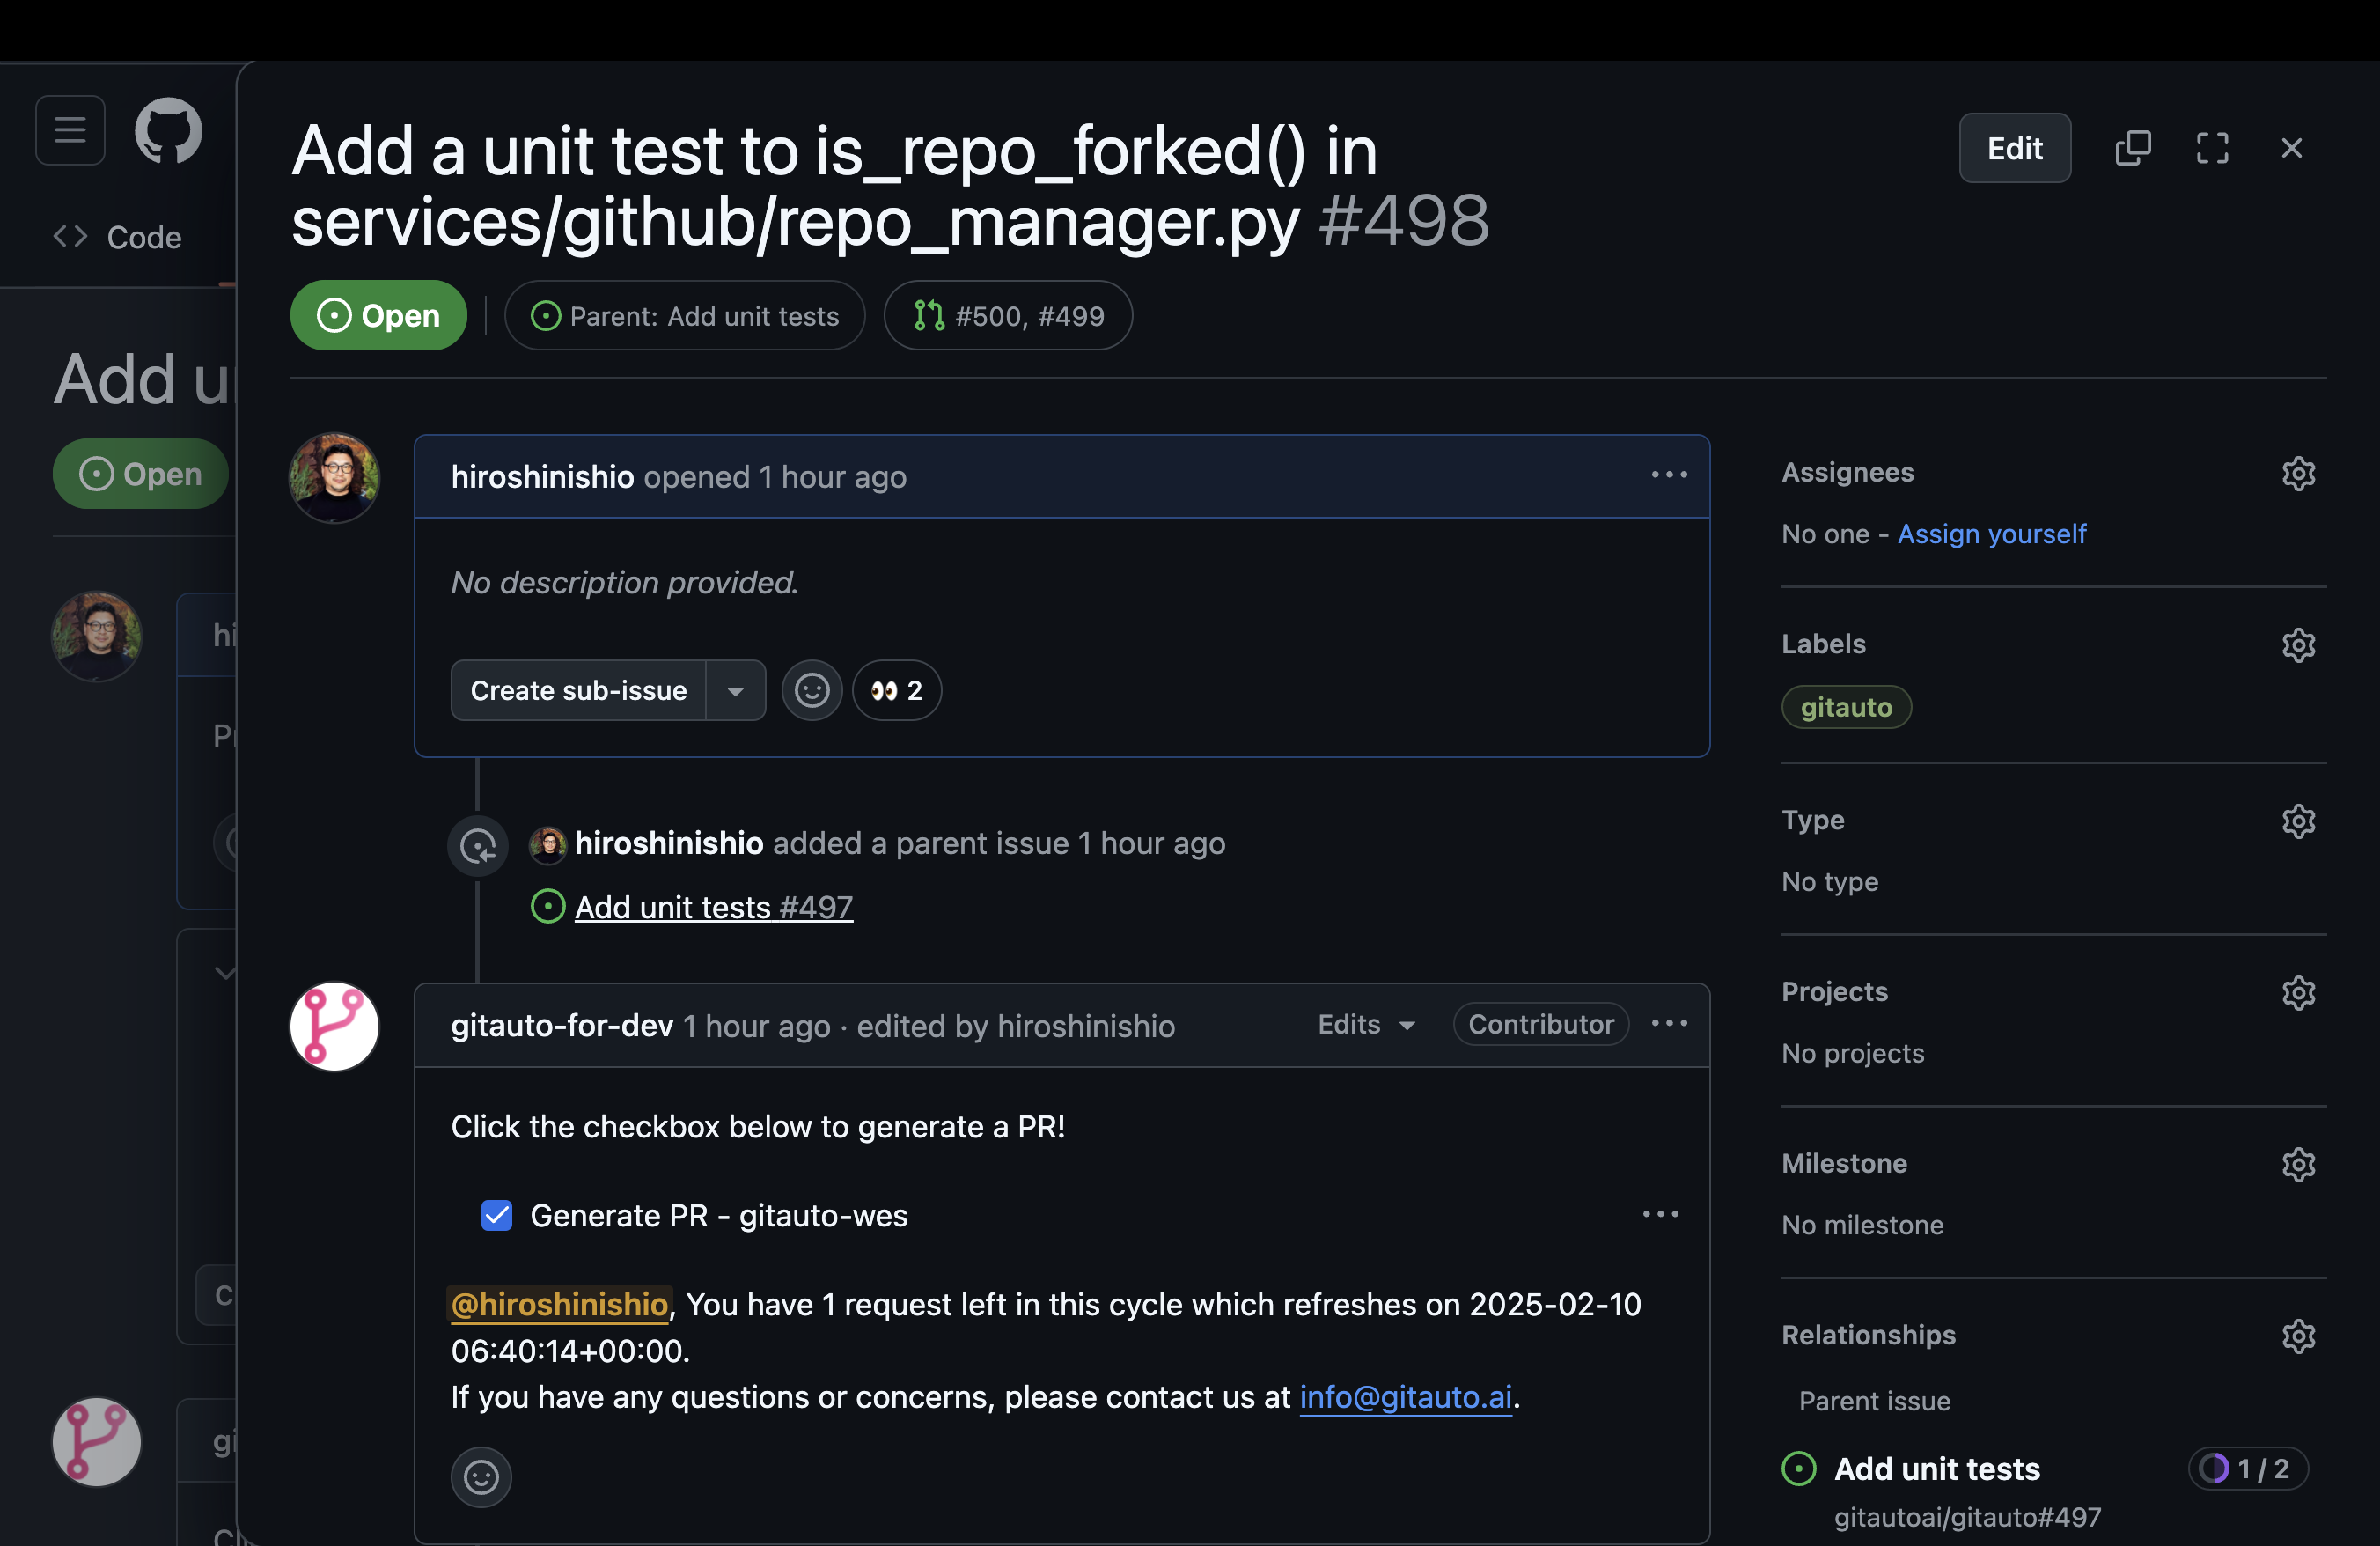 Add a unit test to is_repo_forked() in
services/github/repo_manager.py #498
Edit
Code
Open
Parent: Add unit tests
#500, #499
Add
Open
hiroshinishio opened 1 hour ago
No description provided.
Create sub-issue
👀 2
hiroshinishio added a parent issue 1 hour ago
Add unit tests #497
gitauto-for-dev 1 hour ago · edited by hiroshinishio
Edits
Contributor
Click the checkbox below to generate a PR!
Generate PR - gitauto-wes
@hiroshinishio, You have 1 request left in this cycle which refreshes on 2025-02-10
06:40:14+00:00.
If you have any questions or concerns, please contact us at info@gitauto.ai.
Assignees
No one - Assign yourself
Labels
gitauto
Type
No type
Projects
No projects
Milestone
No milestone
Relationships
Parent issue
Add unit tests
1 / 2
gitautoai/gitauto#497